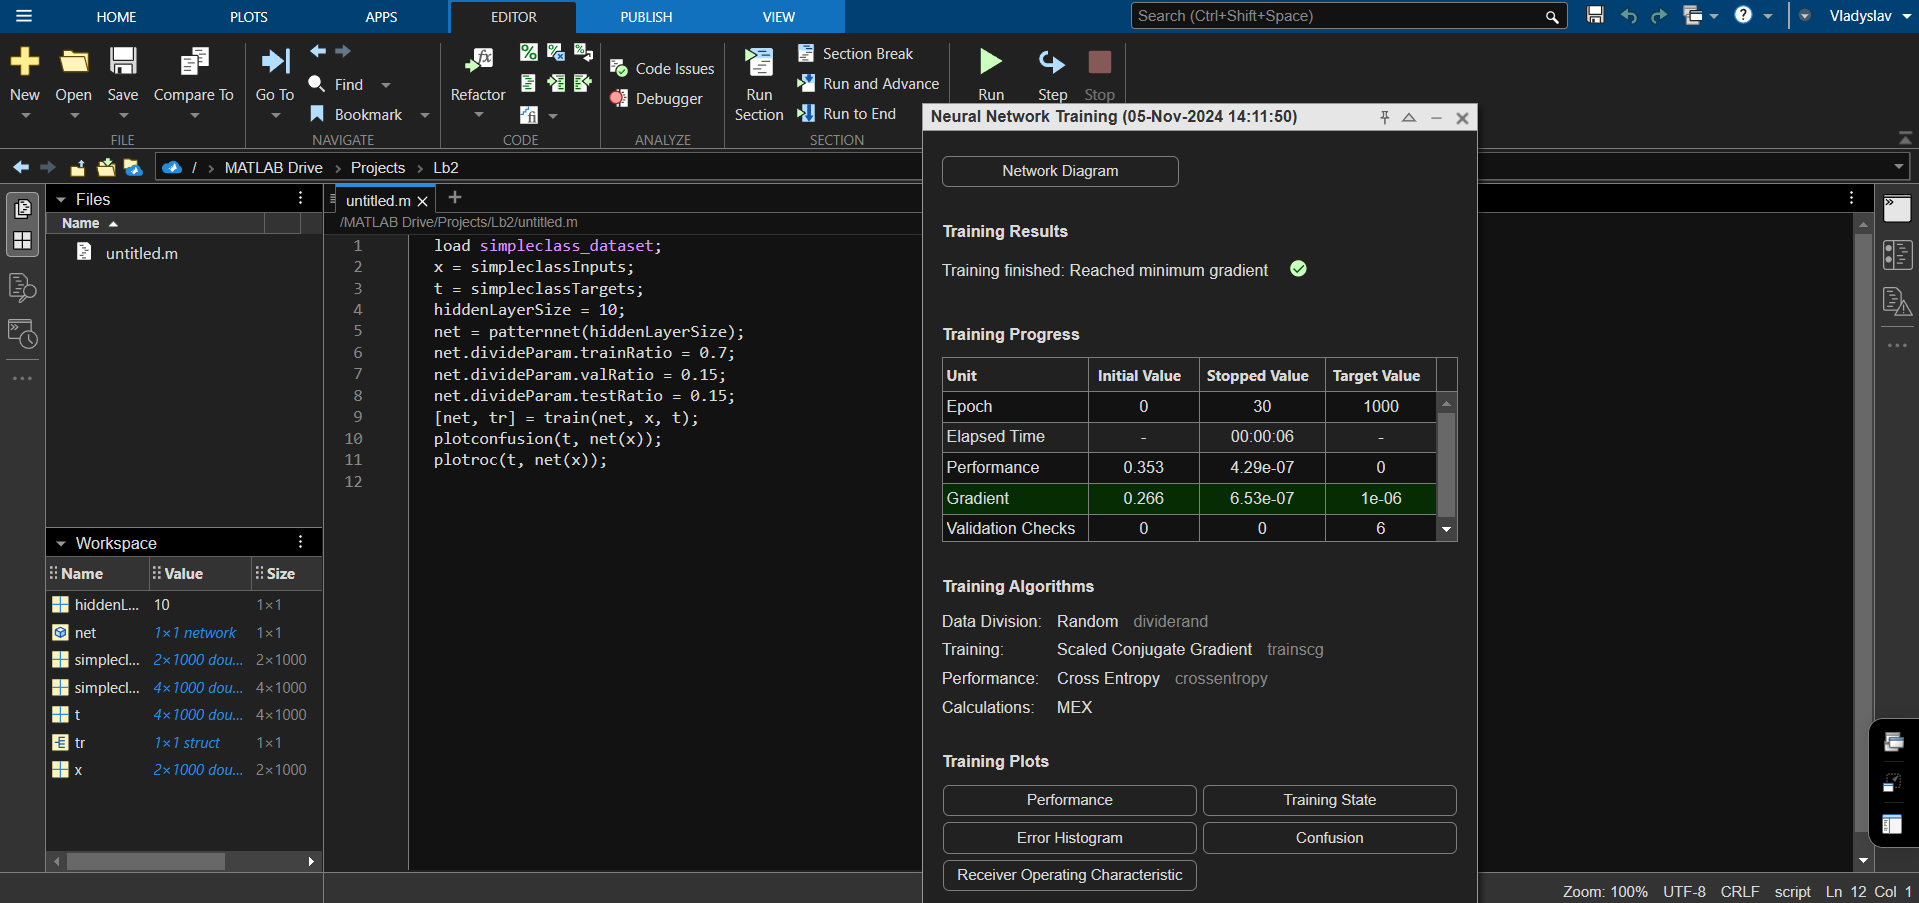 HOME PLOTS APPS EDITOR PUBLISH VIEW Search (Ctrl+Shift+Space) Vladyslav
New Open Save Compare To Go To Find Bookmark Refactor Code Issues Debugger Run Section Section Break Run and Advance Run to End Run Step Stop
FILE NAVIGATE CODE ANALYZE SECTION
/ › MATLAB Drive › Projects › Lb2
Files
Name
untitled.m
untitled.m
/MATLAB Drive/Projects/Lb2/untitled.m
1 load simpleclass_dataset;
2 x = simpleclassInputs;
3 t = simpleclassTargets;
4 hiddenLayerSize = 10;
5 net = patternnet(hiddenLayerSize);
6 net.divideParam.trainRatio = 0.7;
7 net.divideParam.valRatio = 0.15;
8 net.divideParam.testRatio = 0.15;
9 [net, tr] = train(net, x, t);
10 plotconfusion(t, net(x));
11 plotroc(t, net(x));
12
Workspace
Name Value Size
hiddenL... 10 1×1
net 1×1 network 1×1
simplecl... 2×1000 dou... 2×1000
simplecl... 4×1000 dou... 4×1000
t 4×1000 dou... 4×1000
tr 1×1 struct 1×1
x 2×1000 dou... 2×1000
Neural Network Training (05-Nov-2024 14:11:50)
Network Diagram
Training Results
Training finished: Reached minimum gradient
Training Progress
Unit Initial Value Stopped Value Target Value
Epoch 0 30 1000
Elapsed Time - 00:00:06 -
Performance 0.353 4.29e-07 0
Gradient 0.266 6.53e-07 1e-06
Validation Checks 0 0 6
Training Algorithms
Data Division: Random dividerand
Training: Scaled Conjugate Gradient trainscg
Performance: Cross Entropy crossentropy
Calculations: MEX
Training Plots
Performance Training State
Error Histogram Confusion
Receiver Operating Characteristic
Zoom: 100% UTF-8 CRLF script Ln 12 Col 1